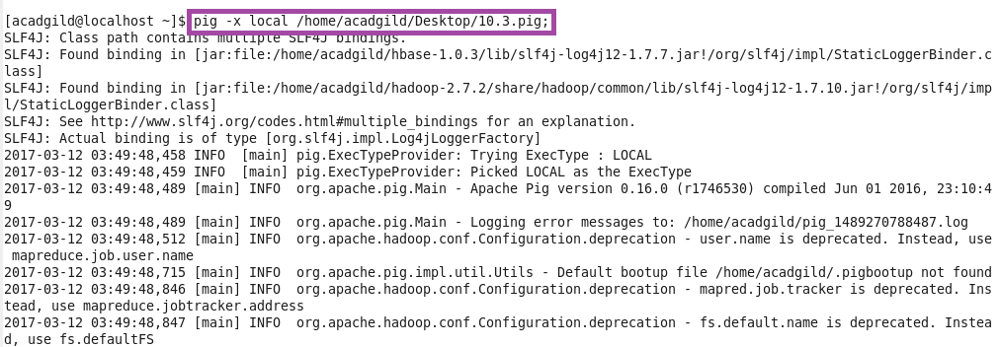 [acadgild@localhost ~]$ pig -x local /home/acadgild/Desktop/10.3.pig;
SLF4J: Class path contains multiple SLF4J bindings.
SLF4J: Found binding in [jar:file:/home/acadgild/hbase-1.0.3/lib/slf4j-log4j12-1.7.7.jar!/org/slf4j/impl/StaticLoggerBinder.c
lass]
SLF4J: Found binding in [jar:file:/home/acadgild/hadoop-2.7.2/share/hadoop/common/lib/slf4j-log4j12-1.7.10.jar!/org/slf4j/imp
l/StaticLoggerBinder.class]
SLF4J: See http://www.slf4j.org/codes.html#multiple_bindings for an explanation.
SLF4J: Actual binding is of type [org.slf4j.impl.Log4jLoggerFactory]
2017-03-12 03:49:48,458 INFO  [main] pig.ExecTypeProvider: Trying ExecType : LOCAL
2017-03-12 03:49:48,459 INFO  [main] pig.ExecTypeProvider: Picked LOCAL as the ExecType
2017-03-12 03:49:48,489 [main] INFO  org.apache.pig.Main - Apache Pig version 0.16.0 (r1746530) compiled Jun 01 2016, 23:10:4
9
2017-03-12 03:49:48,489 [main] INFO  org.apache.pig.Main - Logging error messages to: /home/acadgild/pig_1489270788487.log
2017-03-12 03:49:48,512 [main] INFO  org.apache.hadoop.conf.Configuration.deprecation - user.name is deprecated. Instead, use
 mapreduce.job.user.name
2017-03-12 03:49:48,715 [main] INFO  org.apache.pig.impl.util.Utils - Default bootup file /home/acadgild/.pigbootup not found
2017-03-12 03:49:48,846 [main] INFO  org.apache.hadoop.conf.Configuration.deprecation - mapred.job.tracker is deprecated. Ins
tead, use mapreduce.jobtracker.address
2017-03-12 03:49:48,847 [main] INFO  org.apache.hadoop.conf.Configuration.deprecation - fs.default.name is deprecated. Instea
d, use fs.defaultFS